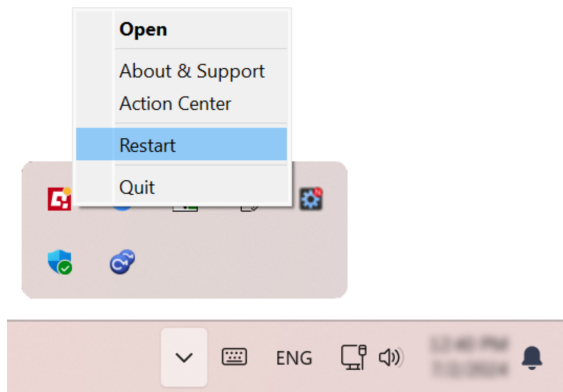 Open
About & Support
Action Center
Restart
Quit
ENG